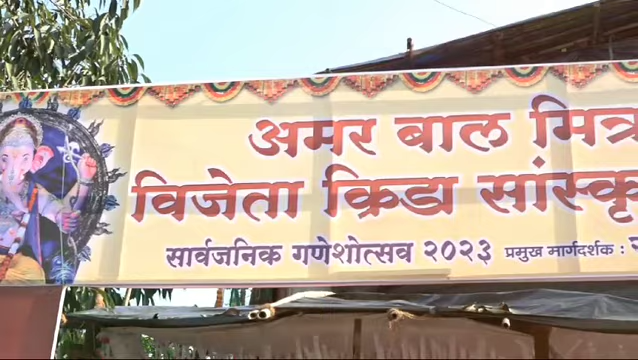 अमर बाल मित्र
विजेता क्रिडा सांस्कृ
सार्वजनिक गणेशोत्सव २०२३ प्रमुख मार्गदर्शक :